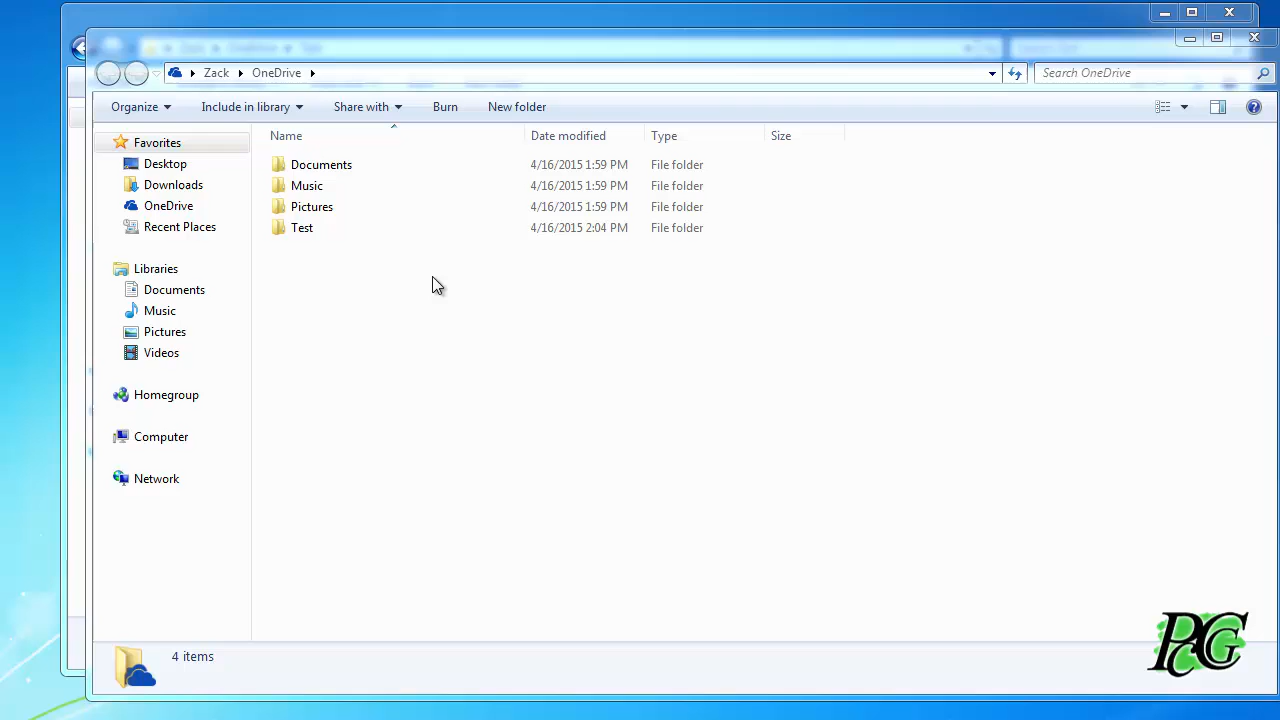 Zack
OneDrive
Search OneDrive
Organize
Include in library
Share with
Burn
New folder
Name
Date modified
Type
Size
Favorites
Desktop
Downloads
OneDrive
Recent Places
Libraries
Documents
Music
Pictures
Videos
Homegroup
Computer
Network
Documents 4/16/2015 1:59 PM File folder
Music 4/16/2015 1:59 PM File folder
Pictures 4/16/2015 1:59 PM File folder
Test 4/16/2015 2:04 PM File folder
4 items
PCG